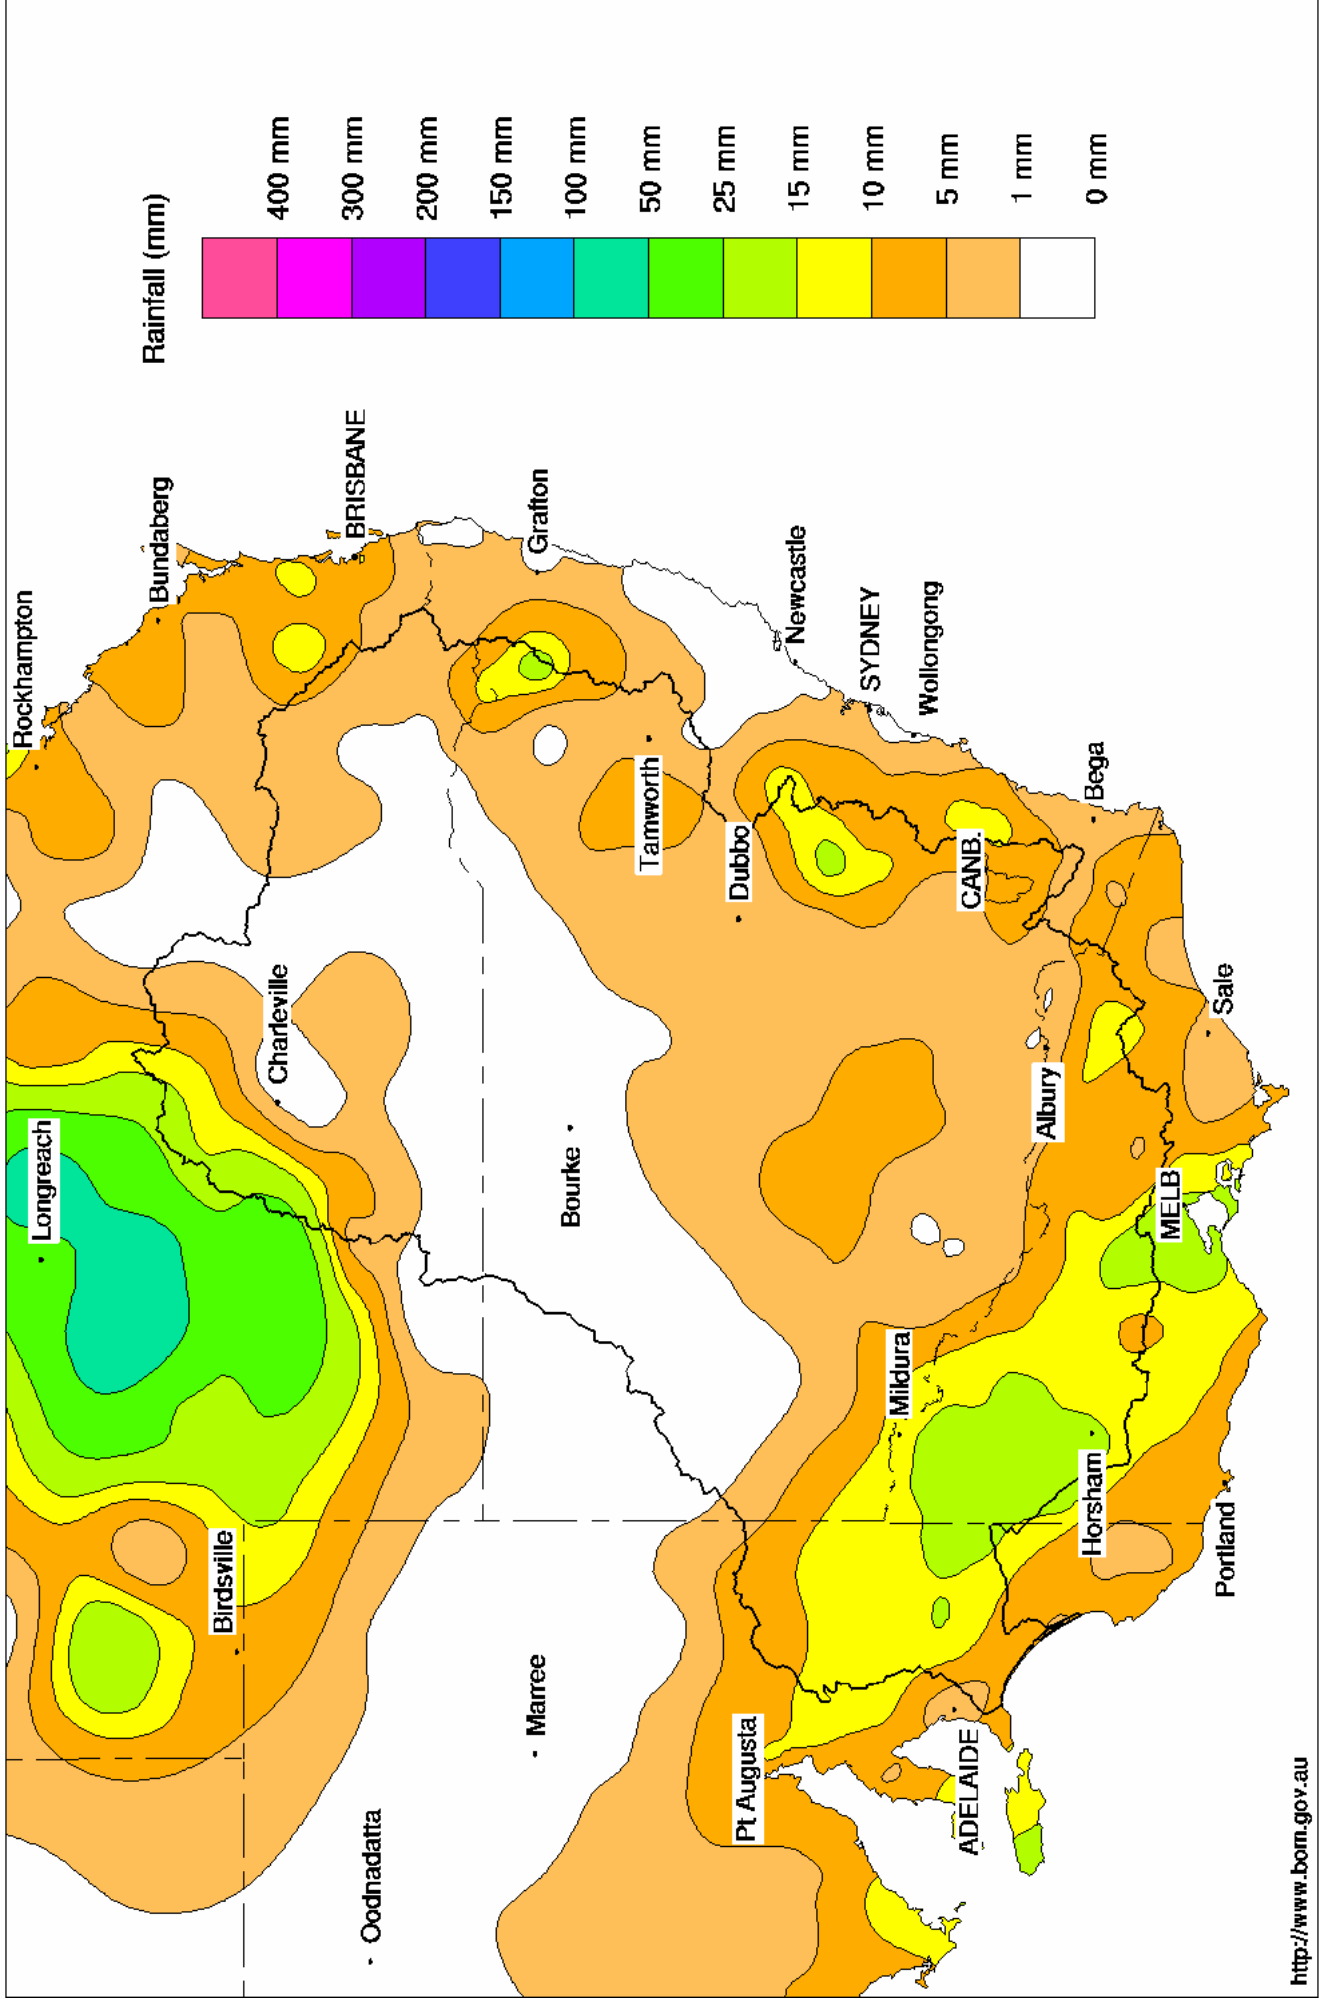 Rainfall (mm)
400 mm
300 mm
200 mm
150 mm
100 mm
50 mm
25 mm
15 mm
10 mm
5 mm
1 mm
0 mm
Rockhampton
Bundaberg
BRISBANE
Grafton
Newcastle
SYDNEY
Wollongong
Bega
Tamworth
Dubbo
CANB.
Charleville
Longreach
Bourke
Albury
Sale
MELB
Mildura
Horsham
Portland
Birdsville
Marree
Pt Augusta
ADELAIDE
Oodnadatta
http://www.bom.gov.au